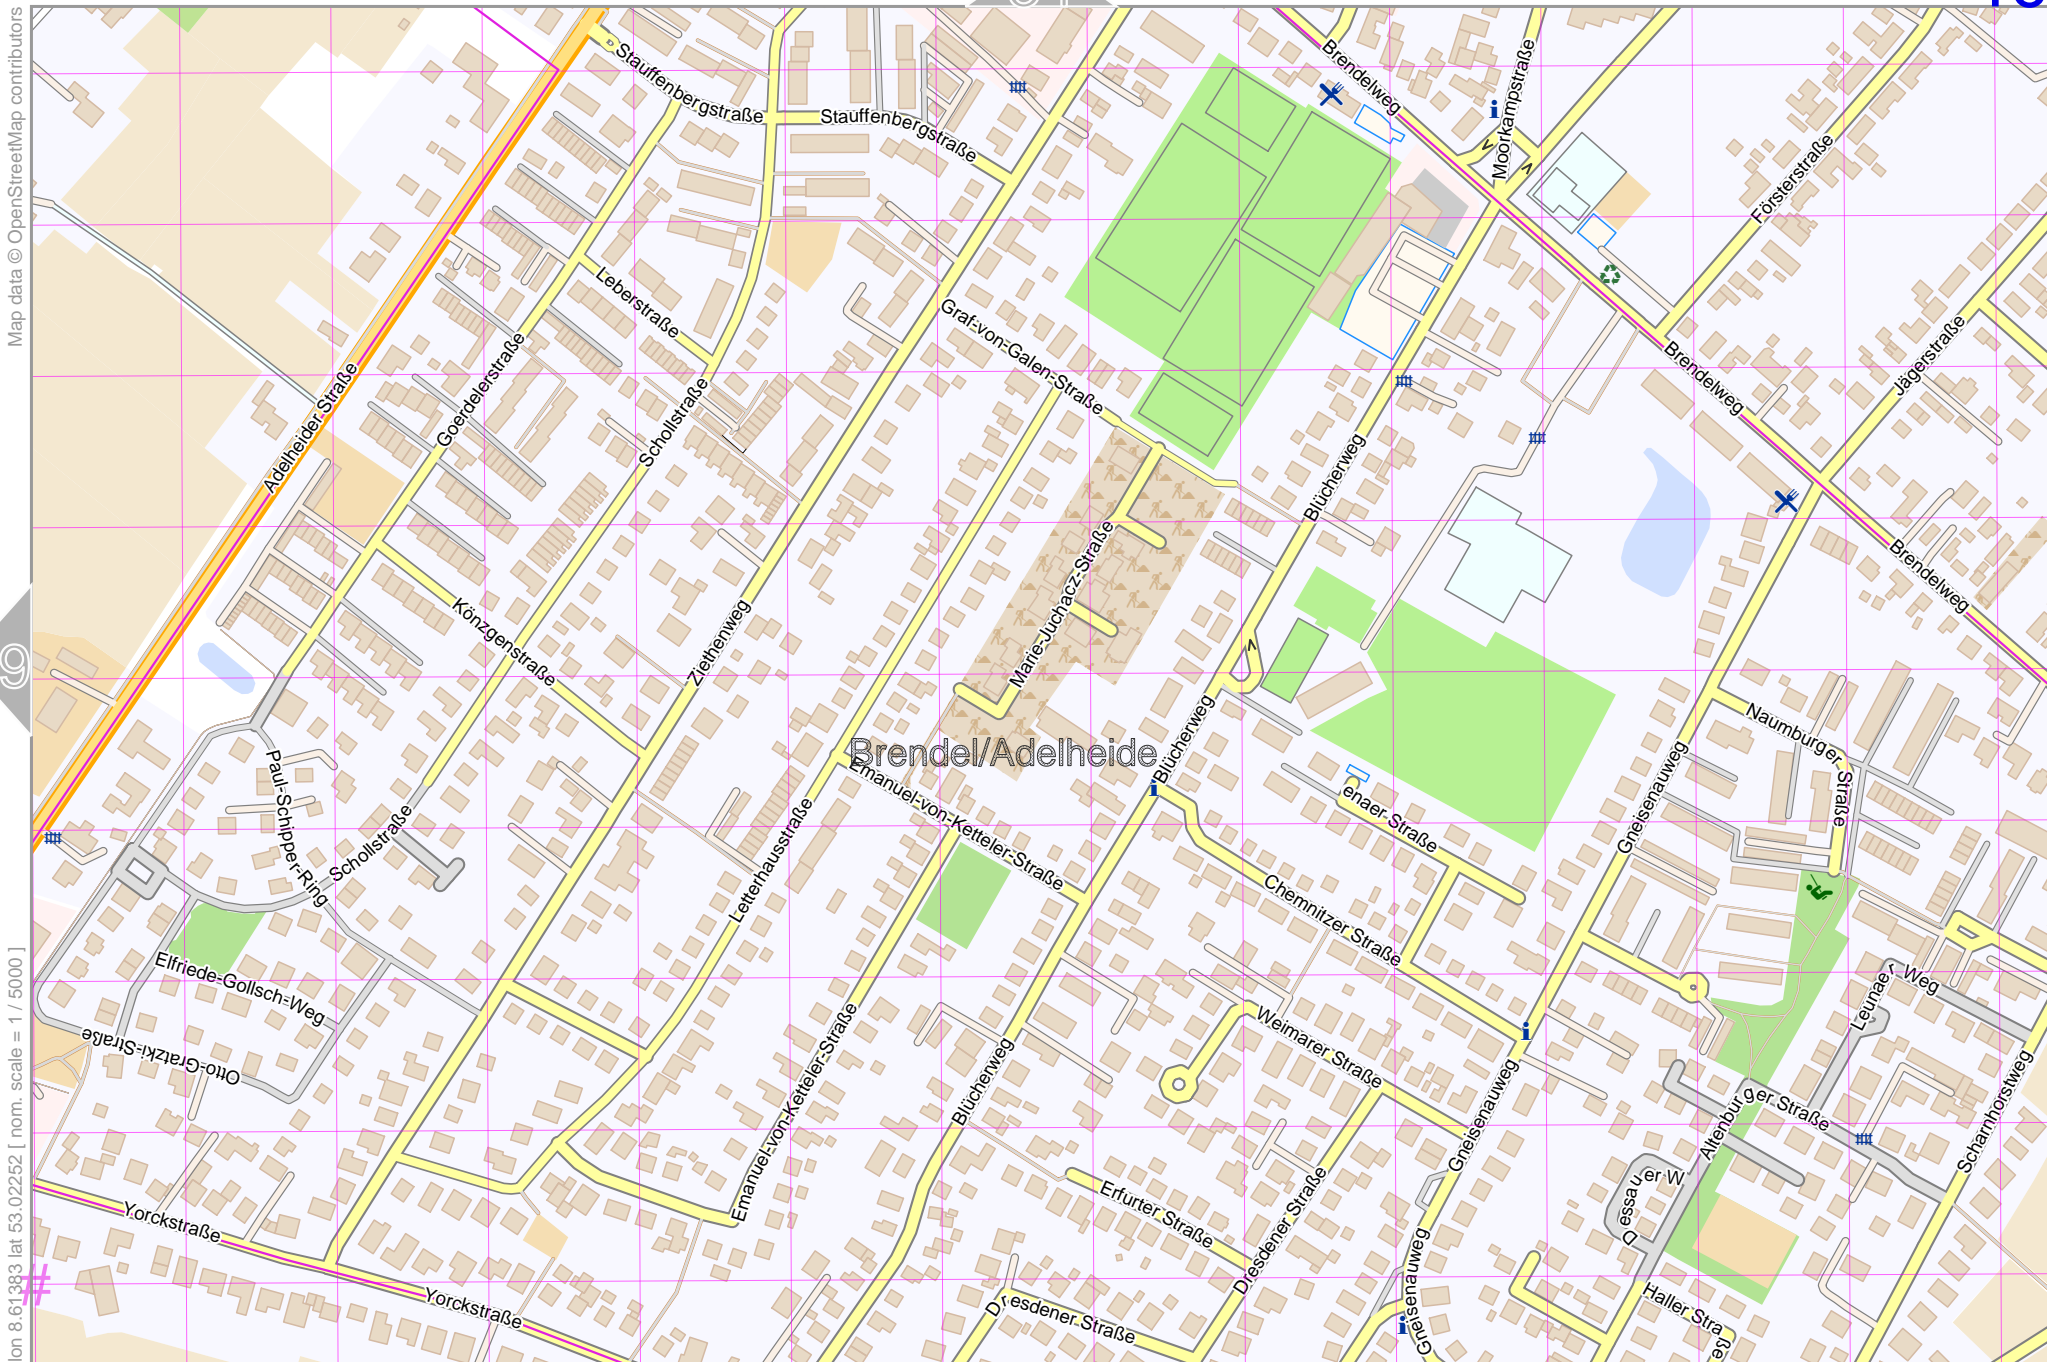 Map data © OpenStreetMap contributors
lon 8.61383 lat 53.02252 [ nom. scale = 1 / 5000 ]
9
#
Stauffenbergstraße
Stauffenbergstraße
Brendelweg
Moorkampstraße
Försterstraße
Leberstraße
Graf-von-Galen-Straße
Goerdelerstraße
Adelheider Straße
Schollstraße
Brendelweg
Jägerstraße
Blücherweg
Brendelweg
Marie-Juchacz-Straße
Könzgenstraße
Ziethenweg
Brendel/Adelheide
Blücherweg
Naumburger Straße
Emanuel-von-Ketteler-Straße
enaer Straße
Gneisenauweg
Paul-Schipper-Ring
Schollstraße
Letterhausstraße
Chemnitzer Straße
Elfriede-Gollsch-Weg
Otto-Gratzki-Straße
Leunaer Weg
Weimarer Straße
Emanuel-von-Ketteler-Straße
Blücherweg
Gneisenauweg
Altenburger Straße
Scharnhorstweg
Dessauer W
Erfurter Straße
Dresdener Straße
Yorckstraße
Yorckstraße
Dresdener Straße
Gneisenauweg
Haller Straße